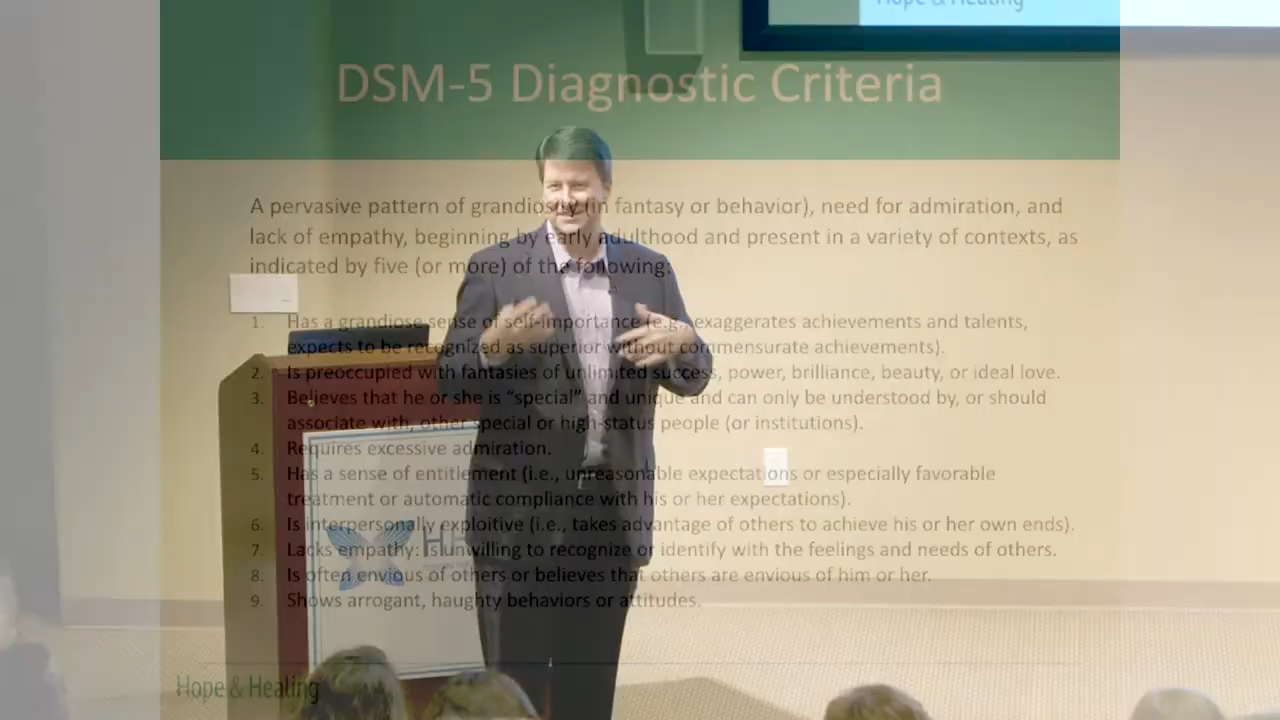 Hope & Healing
DSM-5 Diagnostic Criteria
A pervasive pattern of grandiosity (in fantasy or behavior), need for admiration, and
lack of empathy, beginning by early adulthood and present in a variety of contexts, as
indicated by five (or more) of the following:
1. Has a grandiose sense of self-importance (e.g., exaggerates achievements and talents,
expects to be recognized as superior without commensurate achievements).
2. Is preoccupied with fantasies of unlimited success, power, brilliance, beauty, or ideal love.
3. Believes that he or she is “special” and unique and can only be understood by, or should
associate with, other special or high-status people (or institutions).
4. Requires excessive admiration.
5. Has a sense of entitlement (i.e., unreasonable expectations or especially favorable
treatment or automatic compliance with his or her expectations).
6. Is interpersonally exploitive (i.e., takes advantage of others to achieve his or her own ends).
7. Lacks empathy: is unwilling to recognize or identify with the feelings and needs of others.
8. Is often envious of others or believes that others are envious of him or her.
9. Shows arrogant, haughty behaviors or attitudes.
Hope & Healing